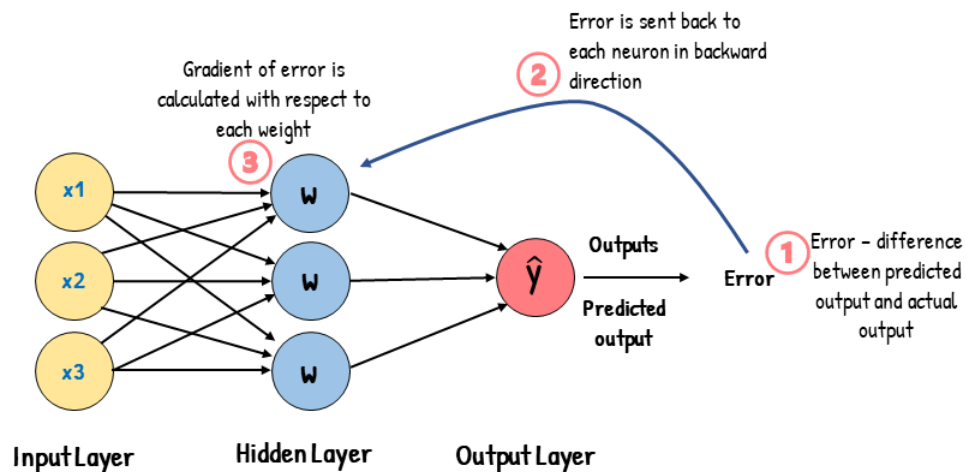 Error is sent back to
each neuron in backward
direction
2
Gradient of error is
calculated with respect to
each weight
3
x1
x2
x3
w
w
w
ŷ
Outputs
Predicted
output
Error
1
Error – difference
between predicted
output and actual
output
Input Layer
Hidden Layer
Output Layer